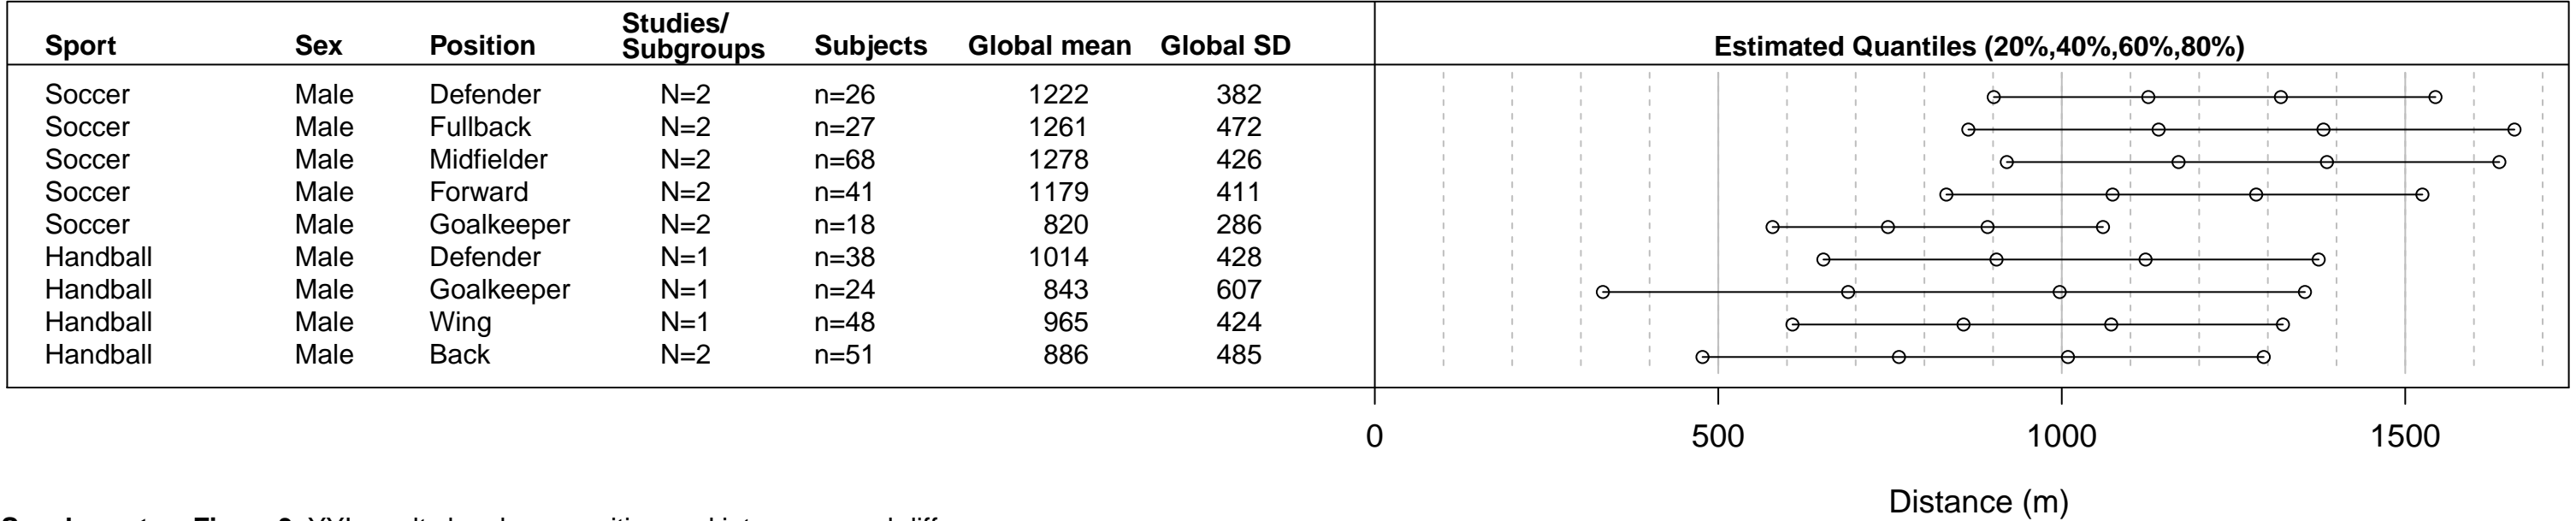 Sport Sex Position Studies/ Subgroups Subjects Global mean Global SD Estimated Quantiles (20%,40%,60%,80%)
Soccer Male Defender N=2 n=26 1222 382
Soccer Male Fullback N=2 n=27 1261 472
Soccer Male Midfielder N=2 n=68 1278 426
Soccer Male Forward N=2 n=41 1179 411
Soccer Male Goalkeeper N=2 n=18 820 286
Handball Male Defender N=1 n=38 1014 428
Handball Male Goalkeeper N=1 n=24 843 607
Handball Male Wing N=1 n=48 965 424
Handball Male Back N=2 n=51 886 485
0 500 1000 1500
Distance (m)